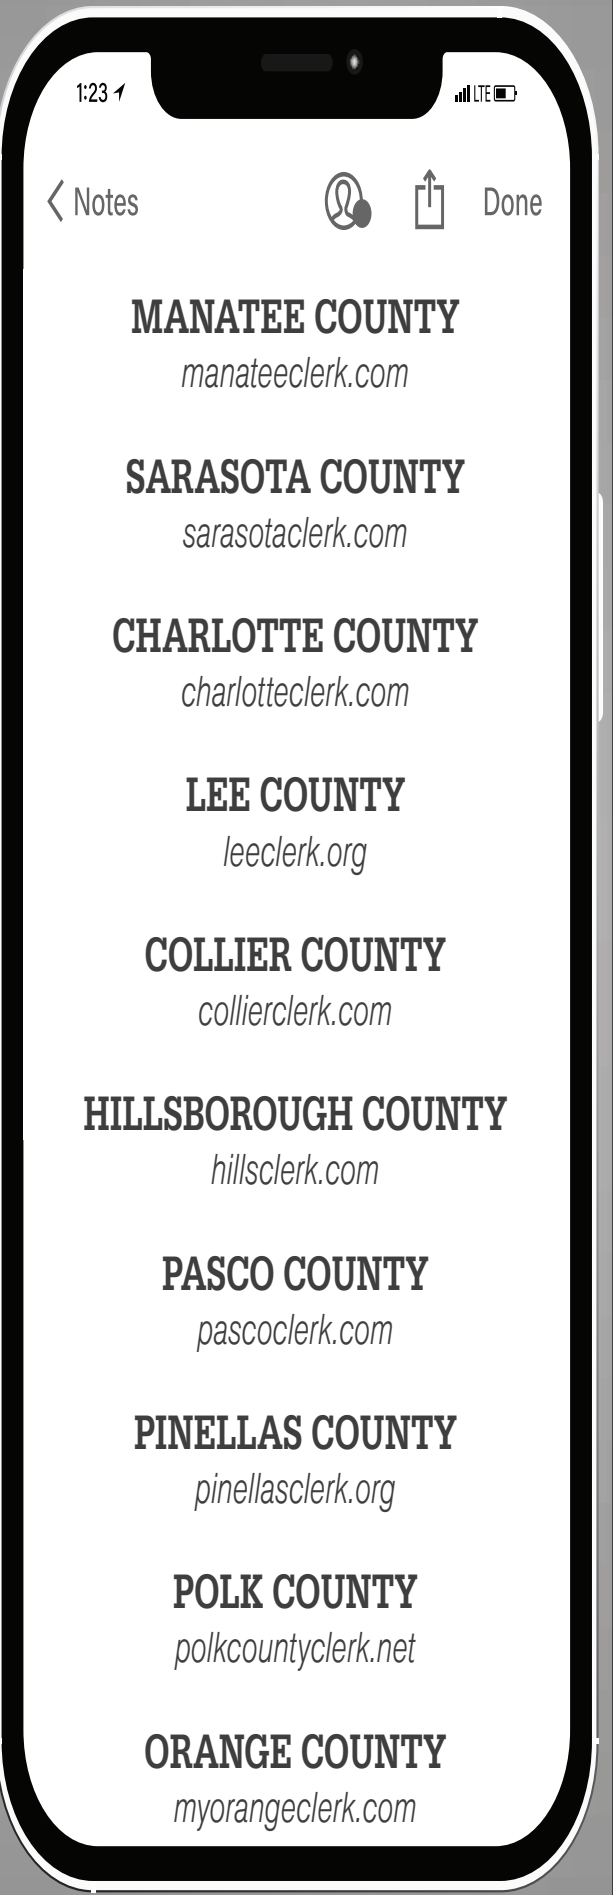 1:23
LTE
Notes
Done
MANATEE COUNTY
manateeclerk.com
SARASOTA COUNTY
sarasotaclerk.com
CHARLOTTE COUNTY
charlotteclerk.com
LEE COUNTY
leeclerk.org
COLLIER COUNTY
collierclerk.com
HILLSBOROUGH COUNTY
hillsclerk.com
PASCO COUNTY
pascoclerk.com
PINELLAS COUNTY
pinellasclerk.org
POLK COUNTY
polkcountyclerk.net
ORANGE COUNTY
myorangeclerk.com